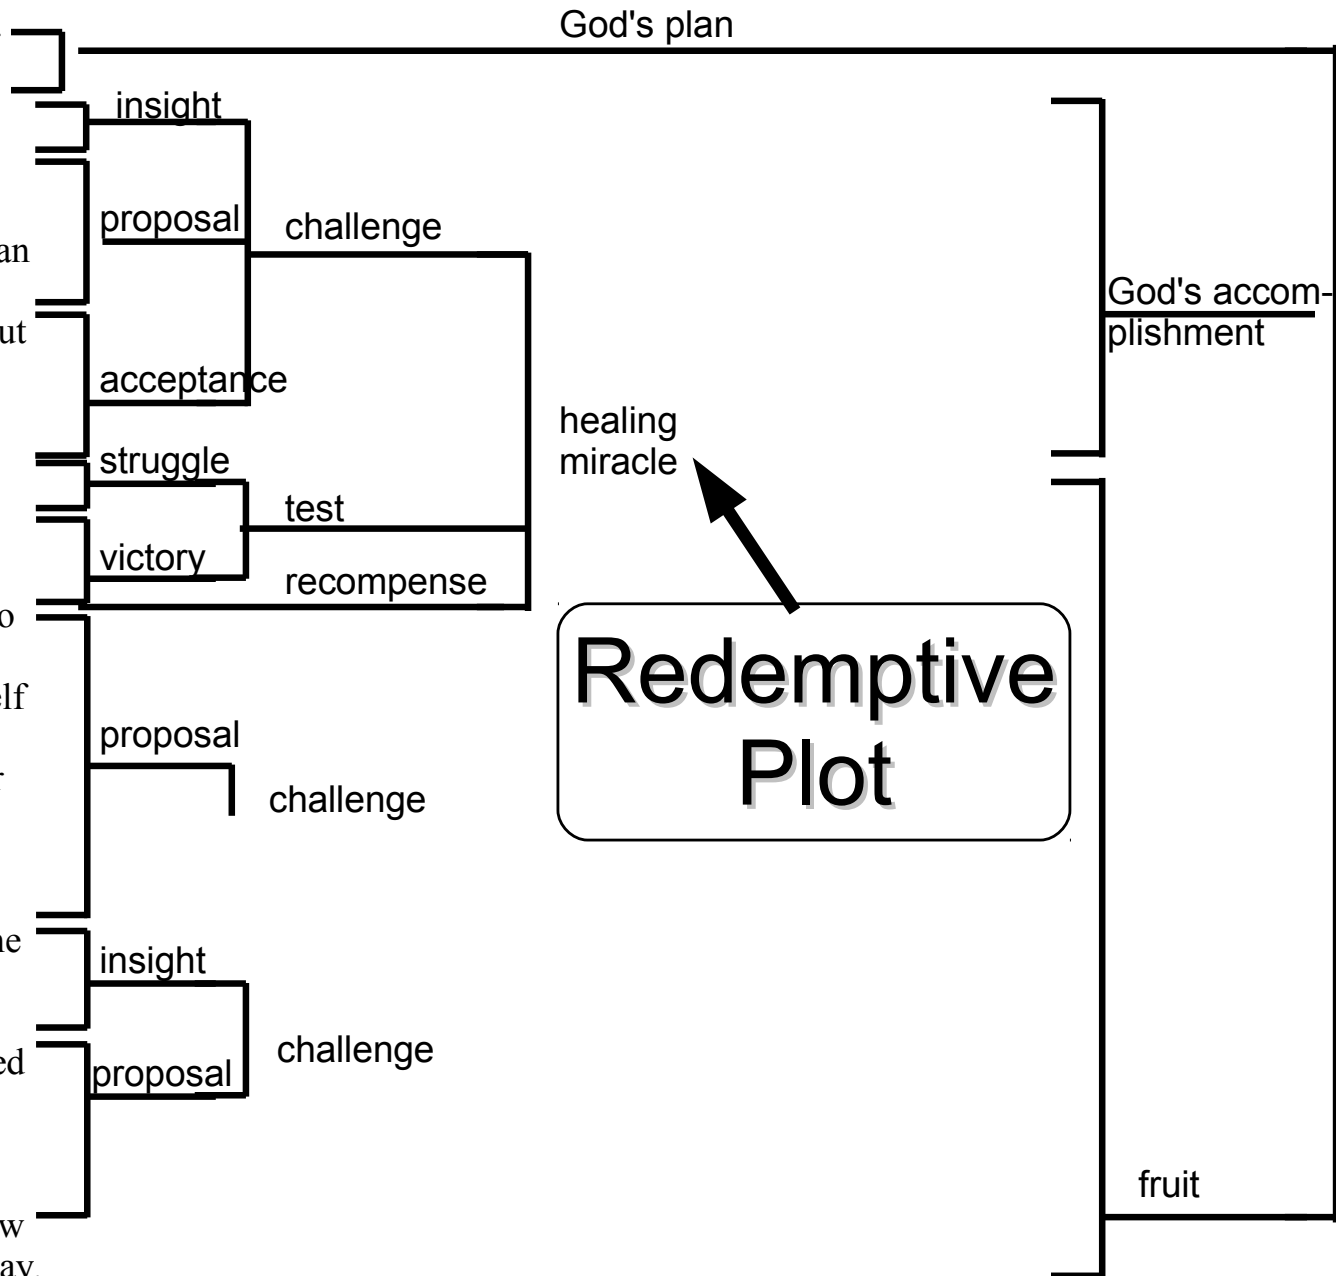 God's plan
insight
proposal
challenge
an
God's accom-
plishment
ut
acceptance
healing
miracle
struggle
test
victory
recompense
o
Redemptive
Plot
elf
proposal
r
challenge
ne
insight
challenge
ed
proposal
fruit
w
ay.